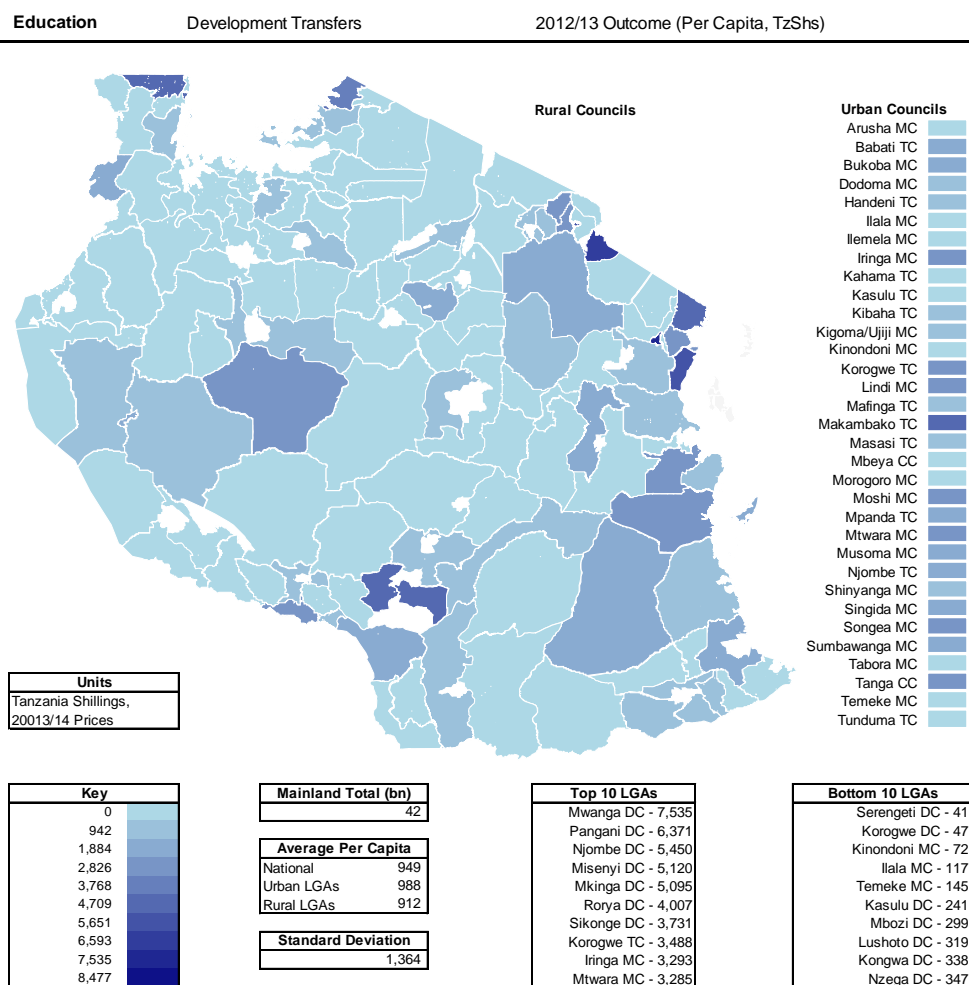 Education Development Transfers 2012/13 Outcome (Per Capita, TzShs)
Rural Councils
Urban Councils
Arusha MC
Babati TC
Bukoba MC
Dodoma MC
Handeni TC
Ilala MC
Ilemela MC
Iringa MC
Kahama TC
Kasulu TC
Kibaha TC
Kigoma/Ujiji MC
Kinondoni MC
Korogwe TC
Lindi MC
Mafinga TC
Makambako TC
Masasi TC
Mbeya CC
Morogoro MC
Moshi MC
Mpanda TC
Mtwara MC
Musoma MC
Njombe TC
Shinyanga MC
Singida MC
Songea MC
Sumbawanga MC
Tabora MC
Tanga CC
Temeke MC
Tunduma TC
Units
Tanzania Shillings,
20013/14 Prices
Key
0
942
1,884
2,826
3,768
4,709
5,651
6,593
7,535
8,477
Mainland Total (bn)
42
Average Per Capita
National 949
Urban LGAs 988
Rural LGAs 912
Standard Deviation
1,364
Top 10 LGAs
Mwanga DC - 7,535
Pangani DC - 6,371
Njombe DC - 5,450
Misenyi DC - 5,120
Mkinga DC - 5,095
Rorya DC - 4,007
Sikonge DC - 3,731
Korogwe TC - 3,488
Iringa MC - 3,293
Mtwara MC - 3,285
Bottom 10 LGAs
Serengeti DC - 41
Korogwe DC - 47
Kinondoni MC - 72
Ilala MC - 117
Temeke MC - 145
Kasulu DC - 241
Mbozi DC - 299
Lushoto DC - 319
Kongwa DC - 338
Nzega DC - 347